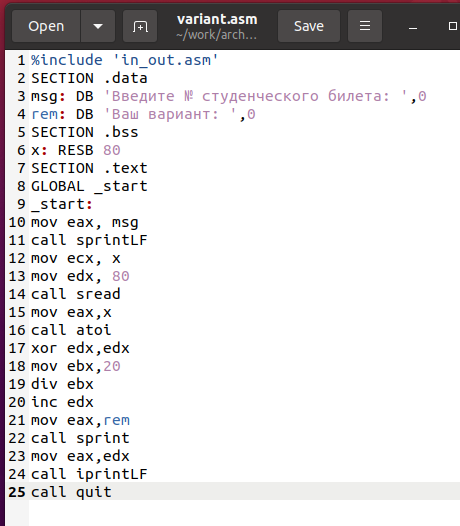 Open
variant.asm
~/work/arch...
Save
1 %include 'in_out.asm'
2 SECTION .data
3 msg: DB 'Введите № студенческого билета: ',0
4 rem: DB 'Ваш вариант: ',0
5 SECTION .bss
6 x: RESB 80
7 SECTION .text
8 GLOBAL _start
9 _start:
10 mov eax, msg
11 call sprintLF
12 mov ecx, x
13 mov edx, 80
14 call sread
15 mov eax,x
16 call atoi
17 xor edx,edx
18 mov ebx,20
19 div ebx
20 inc edx
21 mov eax,rem
22 call sprint
23 mov eax,edx
24 call iprintLF
25 call quit